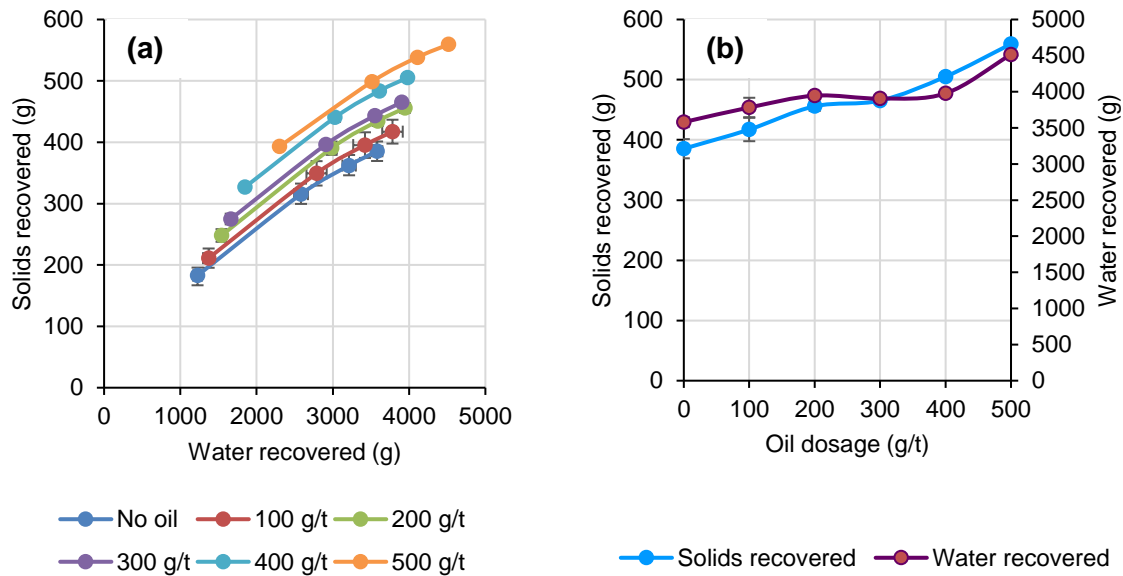 (a)
Solids recovered (g)
600
500
400
300
200
100
0
0 1000 2000 3000 4000 5000
Water recovered (g)
No oil 100 g/t 200 g/t
300 g/t 400 g/t 500 g/t
(b)
Solids recovered (g)
600
500
400
300
200
100
0
5000
4500
4000
3500
3000
2500
2000
1500
1000
500
0
Water recovered (g)
0 100 200 300 400 500
Oil dosage (g/t)
Solids recovered Water recovered